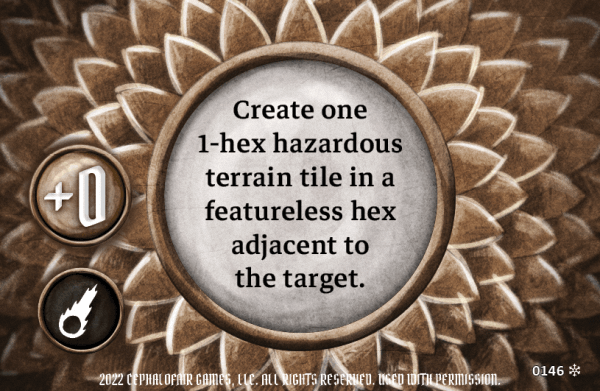 Create one
1-hex hazardous
terrain tile in a
featureless hex
adjacent to
the target.
+0
2022 CEPHALOFAIR GAMES, LLC. ALL RIGHTS RESERVED. USED WITH PERMISSION.
0146